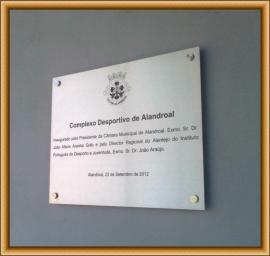 Complexo Desportivo de Alandroal
Inaugurado pelo Presidente da Câmara Municipal de Alandroal, Exmo. Sr. Dr.
João Maria Aranha Grilo e pelo Director Regional do Alentejo do Instituto
Português do Desporto e Juventude, Exmo. Sr. Dr. João Araújo.
Alandroal, 23 de Setembro de 2012